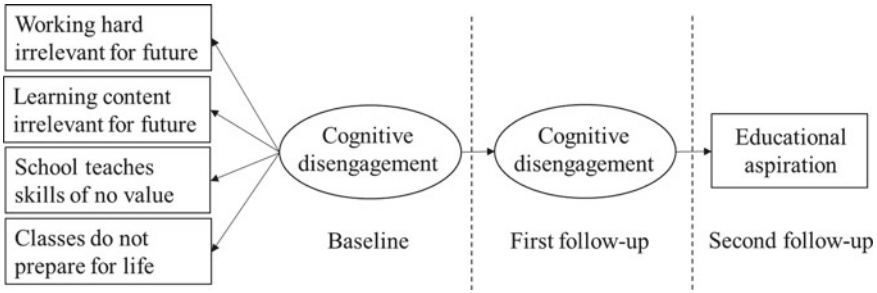 Working hard
irrelevant for future
Learning content
irrelevant for future
School teaches
skills of no value
Classes do not
prepare for life
Cognitive
disengagement
Baseline
Cognitive
disengagement
First follow-up
Educational
aspiration
Second follow-up